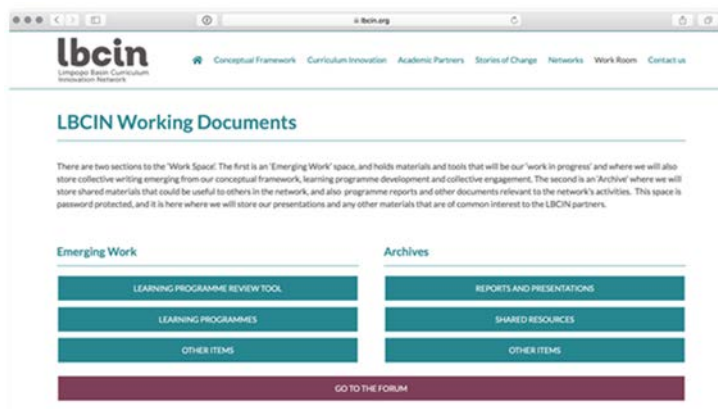 lbcin.org
lbcin
Limpopo Basin Curriculum
Innovation Network
Conceptual Framework Curriculum Innovation Academic Partners Stories of Change Networks Work Room Contact us
LBCIN Working Documents
There are two sections to the 'Work Space'. The first is an 'Emerging Work' space, and holds materials and tools that will be our 'work in progress' and where we will also
store collective writing emerging from our conceptual framework, learning programme development and collective engagement. The second is an 'Archive' where we will
store shared materials that could be useful to others in the network, and also programme reports and other documents relevant to the network's activities. This space is
password protected, and it is here where we will store our presentations and any other materials that are of common interest to the LBCIN partners.
Emerging Work Archives
LEARNING PROGRAMME REVIEW TOOL REPORTS AND PRESENTATIONS
LEARNING PROGRAMMES SHARED RESOURCES
OTHER ITEMS OTHER ITEMS
GO TO THE FORUM